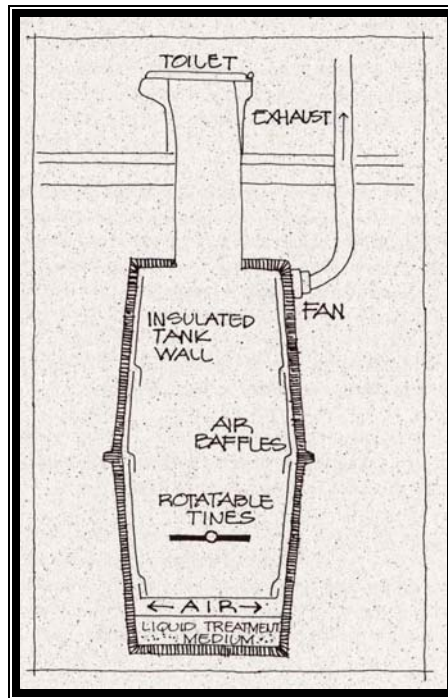 TOILET
EXHAUST
FAN
INSULATED
TANK
WALL
AIR
BAFFLES
ROTATABLE
TINES
AIR
LIQUID TREATMENT
MEDIUM